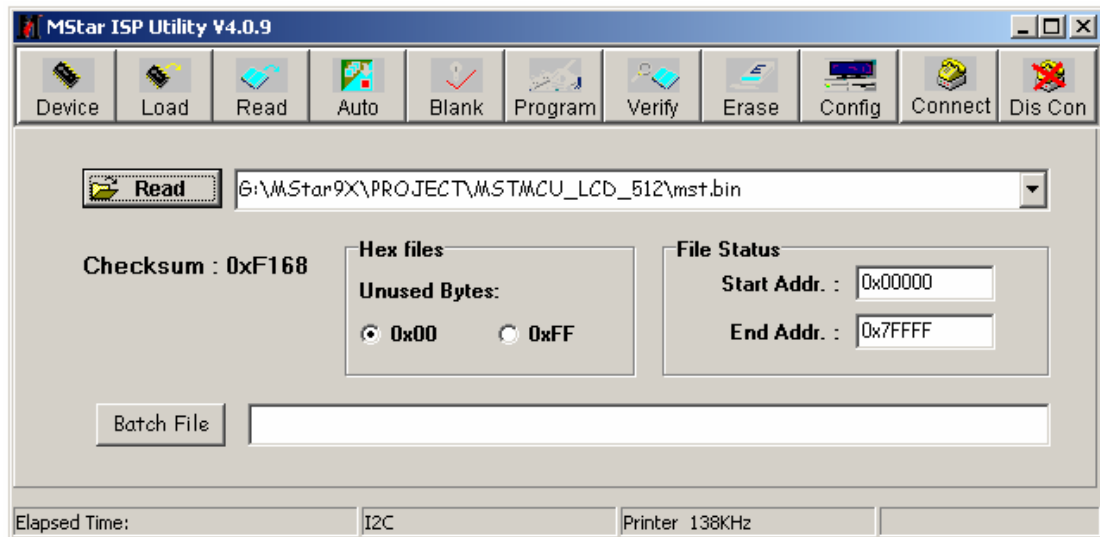 MStar ISP Utility V4.0.9
Device Load Read Auto Blank Program Verify Erase Config Connect Dis Con
Read G:\MStar9X\PROJECT\MSTMCU_LCD_512\mst.bin
Checksum : 0xF168
Hex files
Unused Bytes:
0x00 0xFF
File Status
Start Addr. : 0x00000
End Addr. : 0x7FFFF
Batch File
Elapsed Time: I2C Printer 138KHz